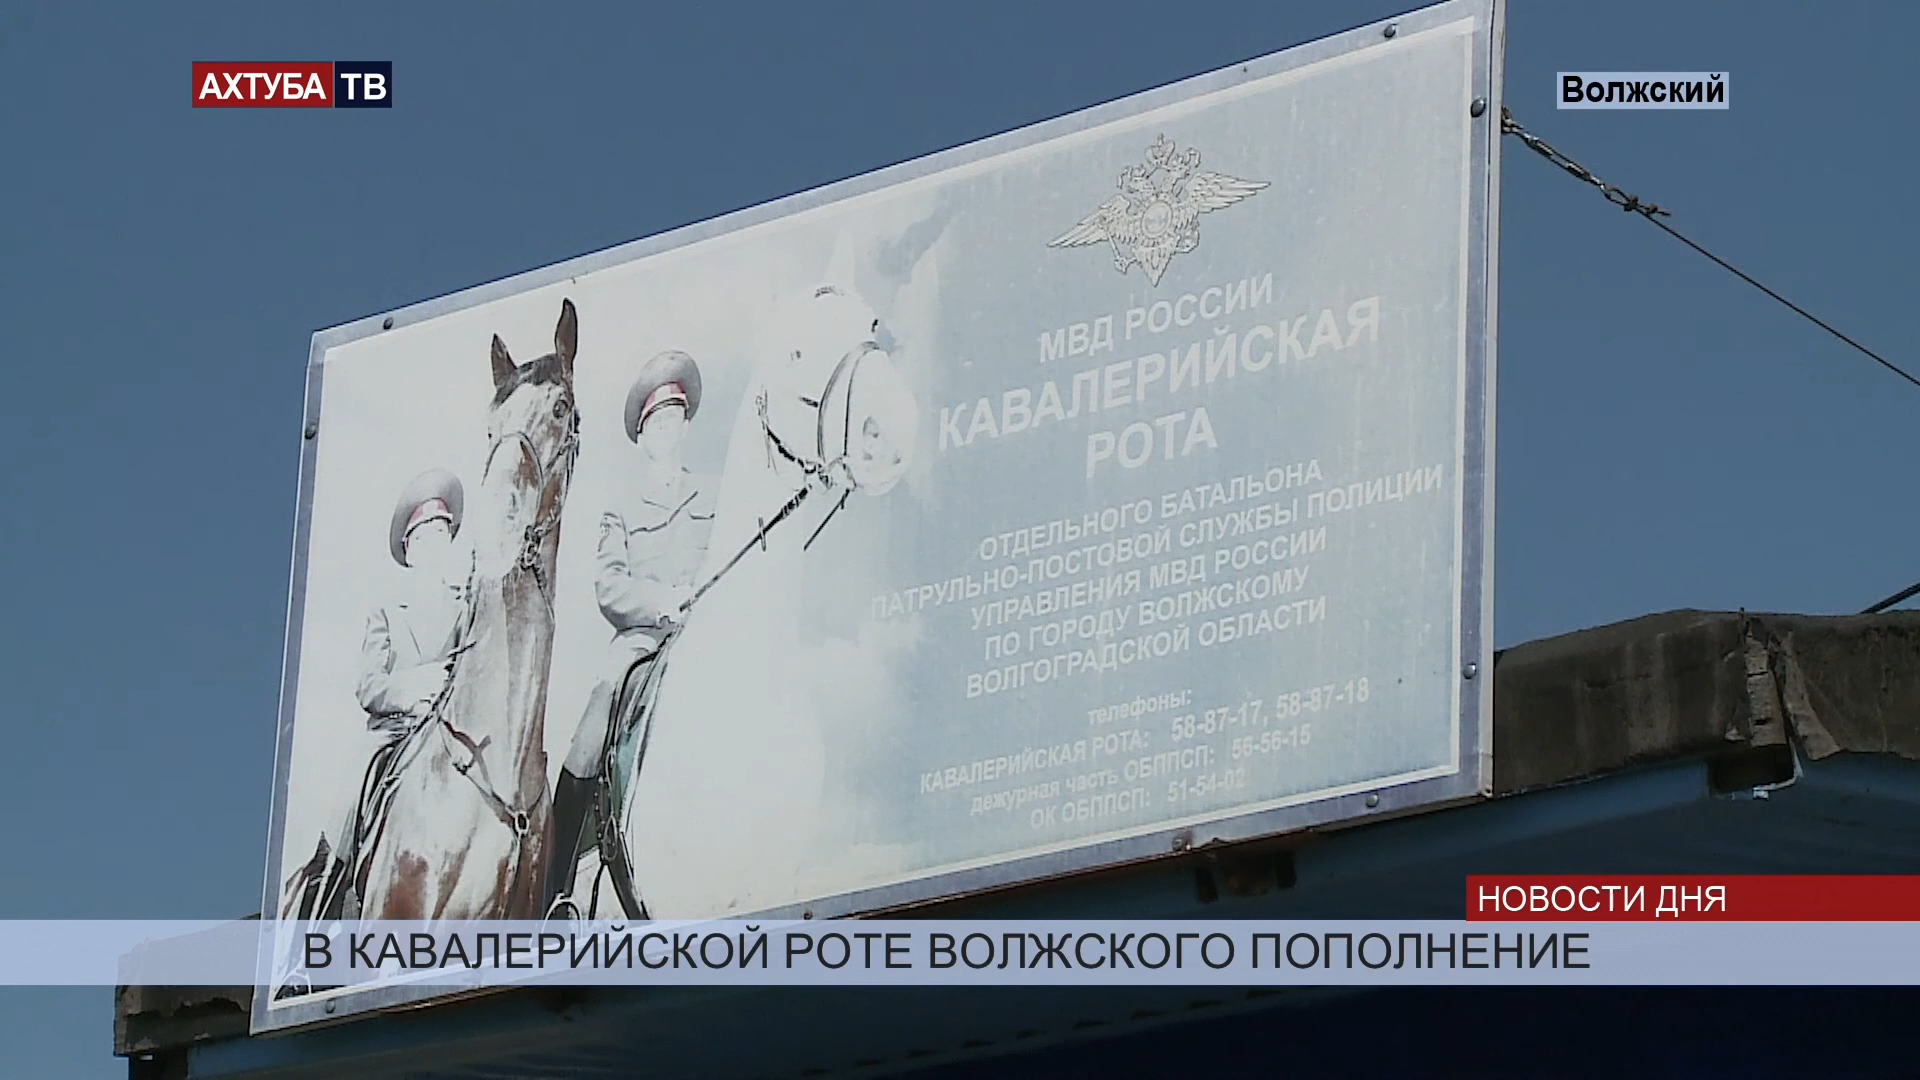 АХТУБА ТВ
Волжский
МВД РОССИИ
КАВАЛЕРИЙСКАЯ
РОТА
ОТДЕЛЬНОГО БАТАЛЬОНА
ПАТРУЛЬНО-ПОСТОВОЙ СЛУЖБЫ ПОЛИЦИИ
УПРАВЛЕНИЯ МВД РОССИИ
ПО ГОРОДУ ВОЛЖСКОМУ
ВОЛГОГРАДСКОЙ ОБЛАСТИ
телефоны:
КАВАЛЕРИЙСКАЯ РОТА: 58-87-17, 58-87-18
дежурная часть ОБППСП: 56-56-15
ОК ОБППСП: 51-54-02
НОВОСТИ ДНЯ
В КАВАЛЕРИЙСКОЙ РОТЕ ВОЛЖСКОГО ПОПОЛНЕНИЕ